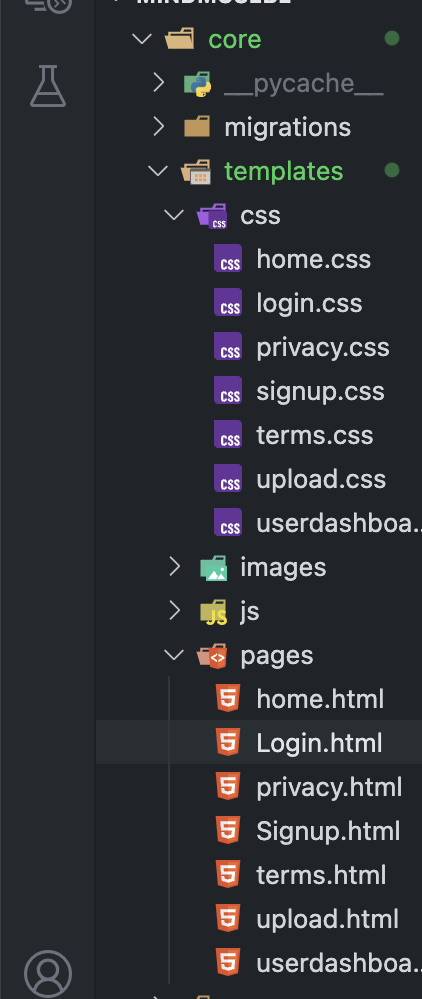 core
__pycache__
migrations
templates
css
home.css
login.css
privacy.css
signup.css
terms.css
upload.css
userdashboa...
images
js
pages
home.html
Login.html
privacy.html
Signup.html
terms.html
upload.html
userdashboa...